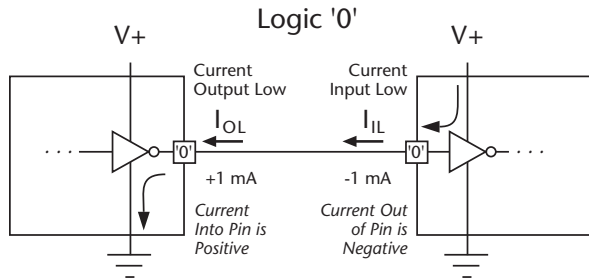 Logic '0'
V+
V+
Current
Output Low
Current
Input Low
I_OL
I_IL
'0'
'0'
+1 mA
-1 mA
Current
Into Pin is
Positive
Current Out
of Pin is
Negative